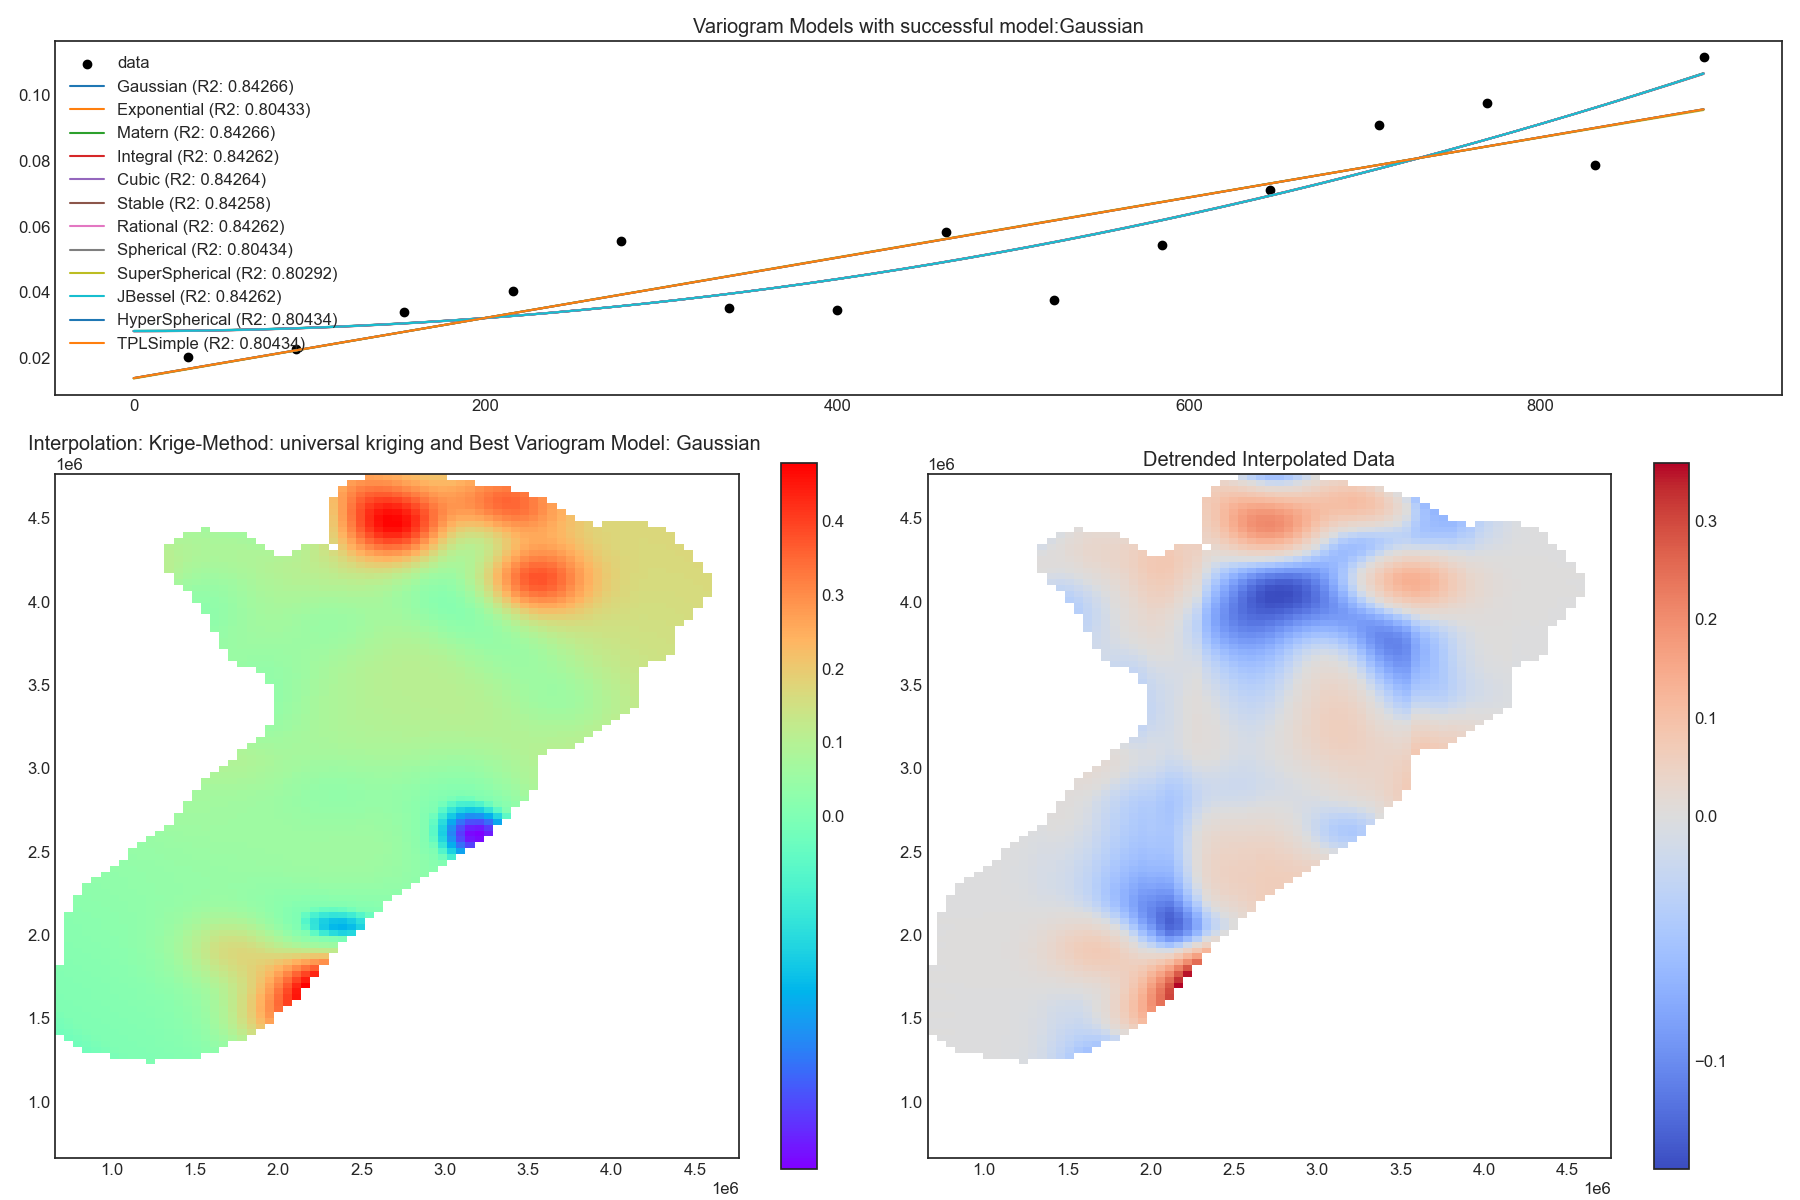 Variogram Models with successful model:Gaussian
data
Gaussian (R2: 0.84266)
Exponential (R2: 0.80433)
Matern (R2: 0.84266)
Integral (R2: 0.84262)
Cubic (R2: 0.84264)
Stable (R2: 0.84258)
Rational (R2: 0.84262)
Spherical (R2: 0.80434)
SuperSpherical (R2: 0.80292)
JBessel (R2: 0.84262)
HyperSpherical (R2: 0.80434)
TPLSimple (R2: 0.80434)
0.10
0.08
0.06
0.04
0.02
0 200 400 600 800
Interpolation: Krige-Method: universal kriging and Best Variogram Model: Gaussian
1e6
4.5
4.0
3.5
3.0
2.5
2.0
1.5
1.0
1.0 1.5 2.0 2.5 3.0 3.5 4.0 4.5
1e6
0.4
0.3
0.2
0.1
0.0
Detrended Interpolated Data
1e6
4.5
4.0
3.5
3.0
2.5
2.0
1.5
1.0
1.0 1.5 2.0 2.5 3.0 3.5 4.0 4.5
1e6
0.3
0.2
0.1
0.0
−0.1